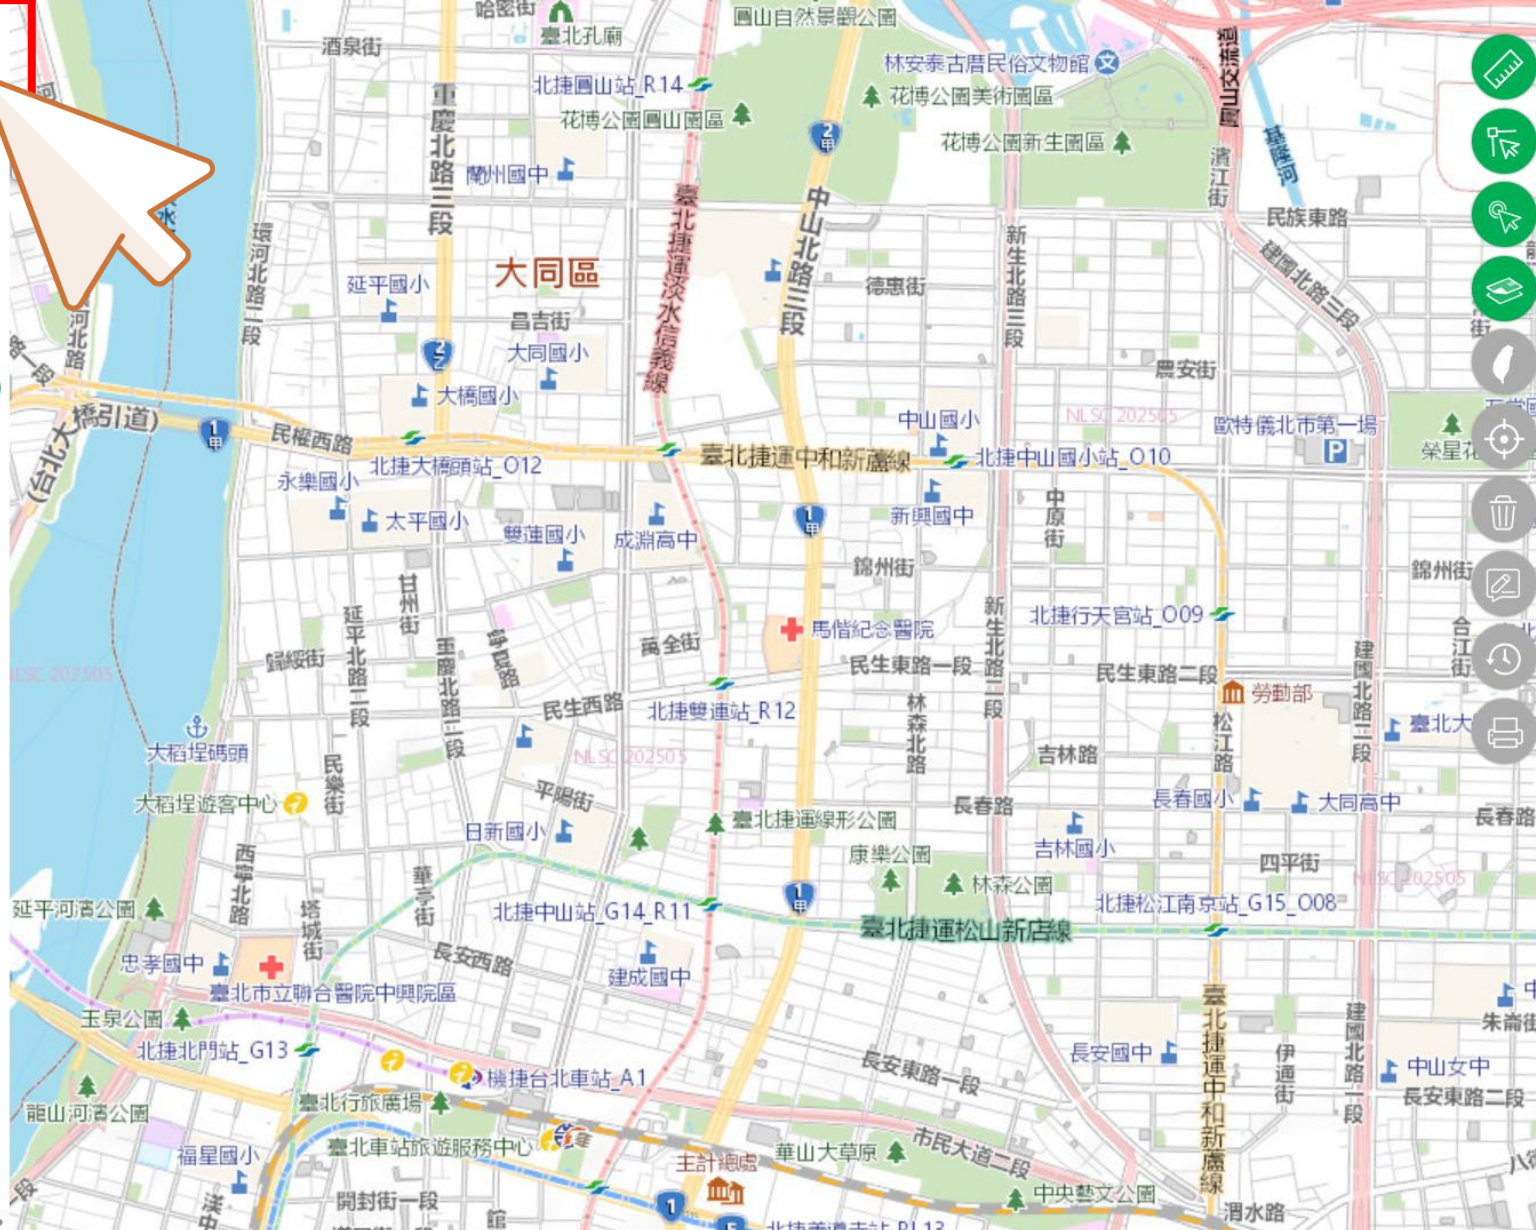 哈密街
圓山自然景觀公園
臺北孔廟
酒泉街
林安泰古厝民俗文物館
北捷圓山站_R14
花博公園美術園區
花博公園圓山園區
花博公園新生園區
重慶北路三段
2甲
蘭州國中
基隆河
濱江街
臺北捷運淡水信義線
中山北路三段
民族東路
環河北路二段
新生北路三段
建國北路三段
大同區
延平國小
德惠街
昌吉街
2乙
大同國小
農安街
大橋國小
NLSC 202505
中山國小
歐特儀北市第一場
橋引道)
(台北大
1甲
民權西路
臺北捷運中和新蘆線
北捷中山國小站_O10
北捷大橋頭站_O12
永樂國小
太平國小
雙蓮國小
成淵高中
1甲
新興國中
中原街
錦州街
錦州街
甘州街
延平北路二段
新生北路二段
北捷行天宮站_O09
馬偕紀念醫院
合江街
歸綏街
重慶北路二段
萬全街
民生東路一段
民生東路二段
建國北路二段
NLSC 202505
勞動部
民生西路
北捷雙連站_R12
林森北路
松江路
臺北大
大稻埕碼頭
NLSC 202505
吉林路
民樂街
平陽街
大稻埕遊客中心
長春路
長春國小
大同高中
長春路
日新國小
臺北捷運線形公園
吉林國小
康樂公園
四平街
西寧北路
華亭街
林森公園
NLSC 202505
1甲
延平河濱公園
塔城街
北捷中山站_G14_R11
北捷松江南京站_G15_O08
臺北捷運松山新店線
忠孝國中
長安西路
建成國中
臺北市立聯合醫院中興院區
臺北捷運中和新蘆線
建國北路一段
玉泉公園
朱崙街
北捷北門站_G13
長安國中
伊通街
長安東路一段
中山女中
機捷台北車站_A1
龍山河濱公園
臺北行旅廣場
長安東路二段
市民大道二段
福星國小
臺北車站旅遊服務中心
華山大草原
主計總處
中央藝文公園
開封街一段
1
渭水路